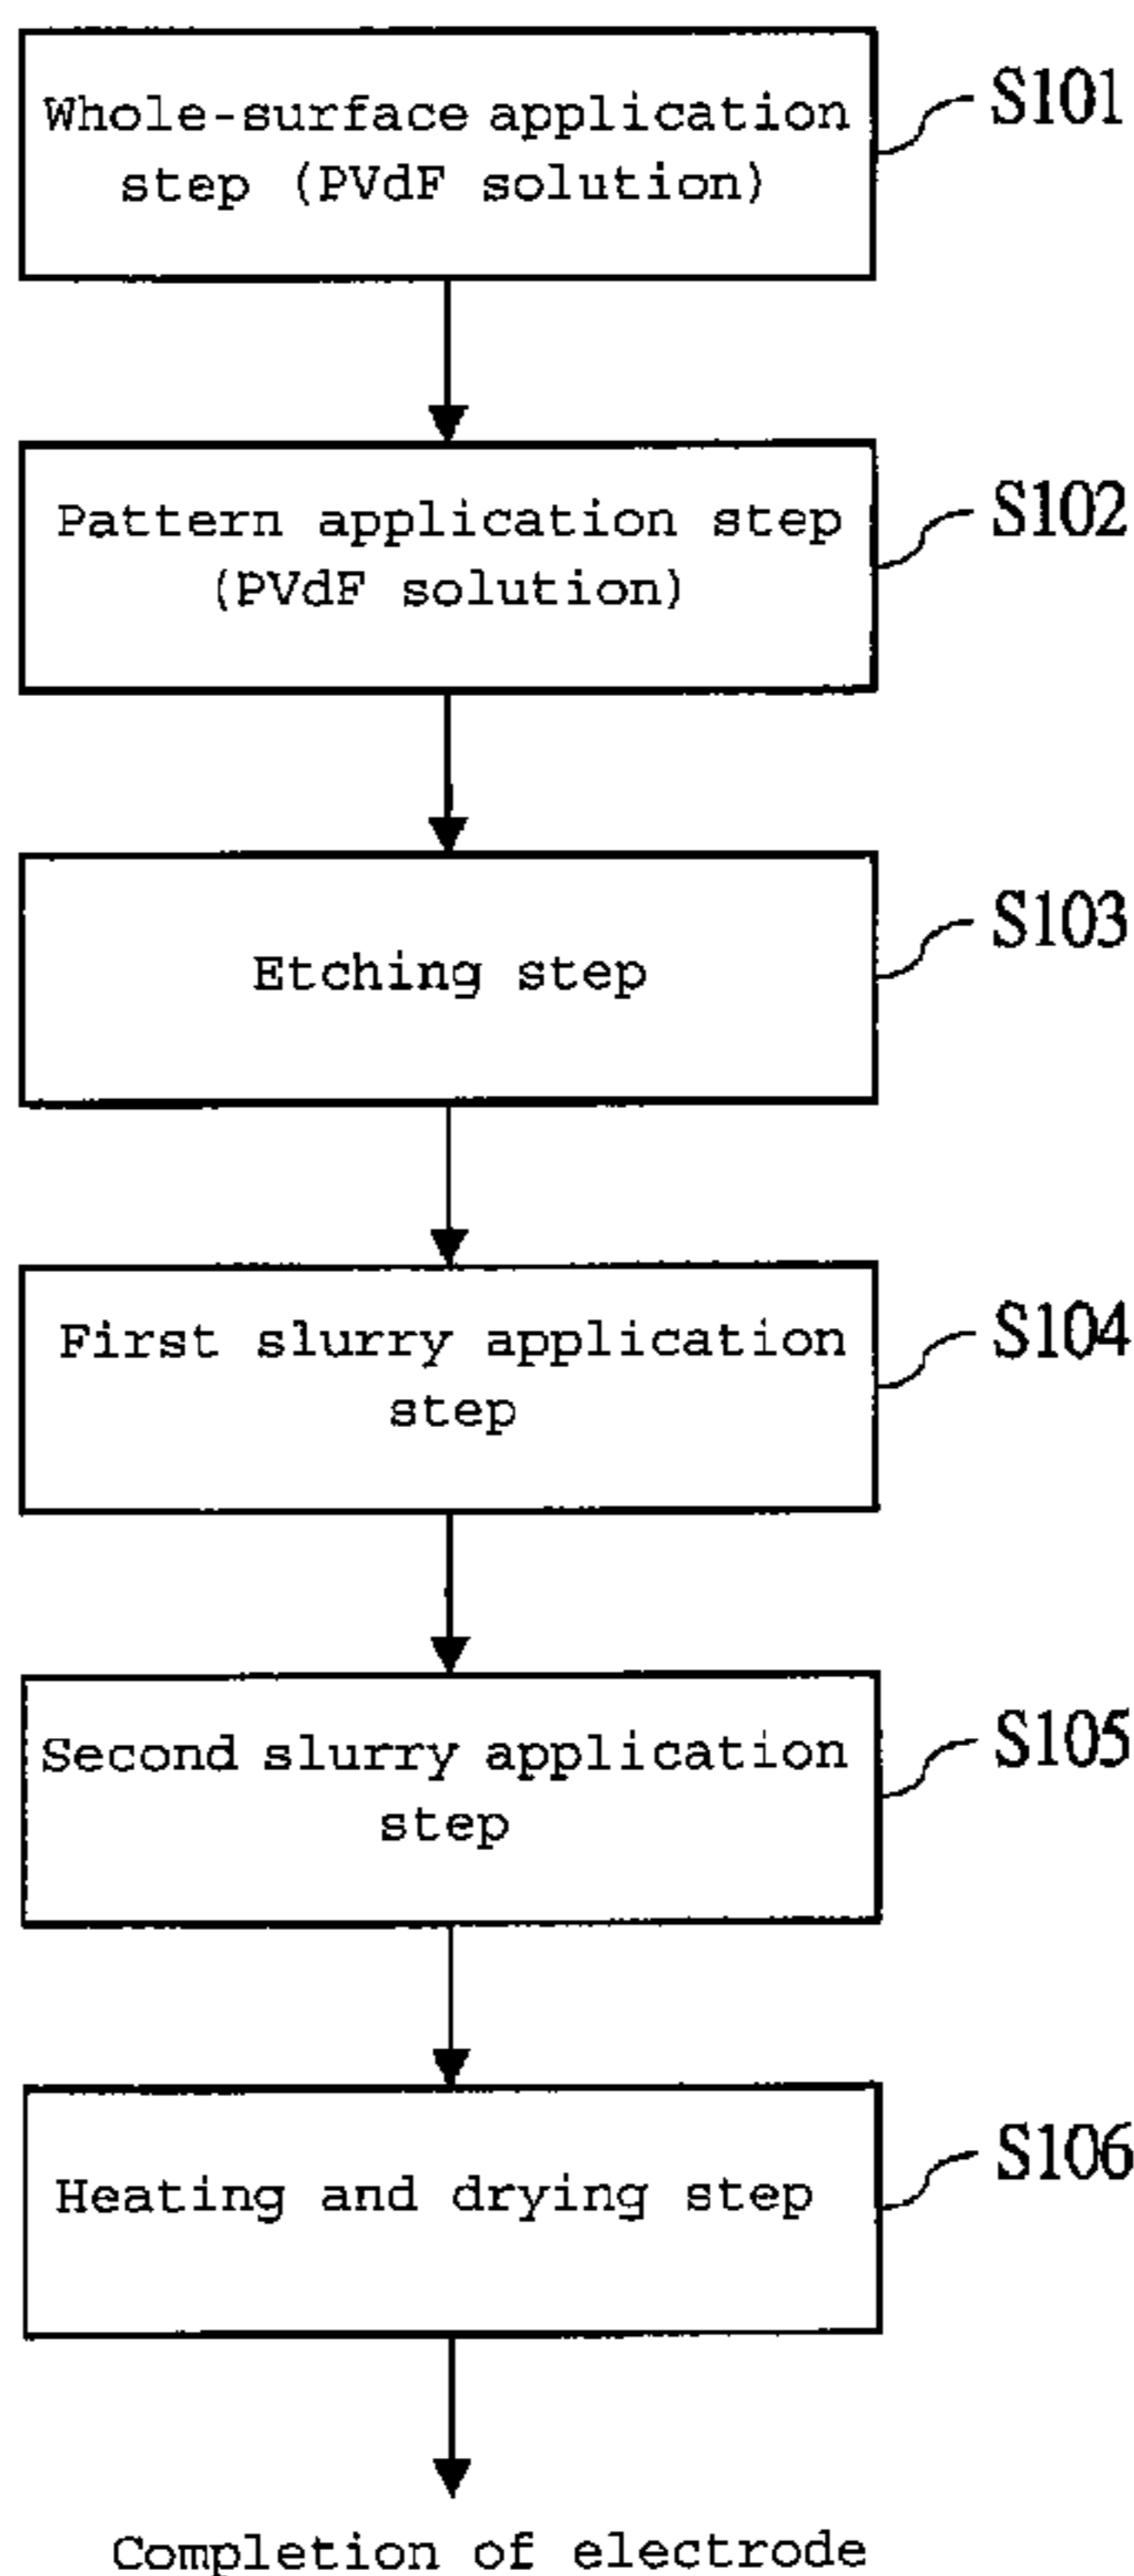 Whole-surface application
step (PVdF solution)
S101
Pattern application step
(PVdF solution)
S102
Etching step
S103
First slurry application
step
S104
Second slurry application
step
S105
Heating and drying step
S106
Completion of electrode